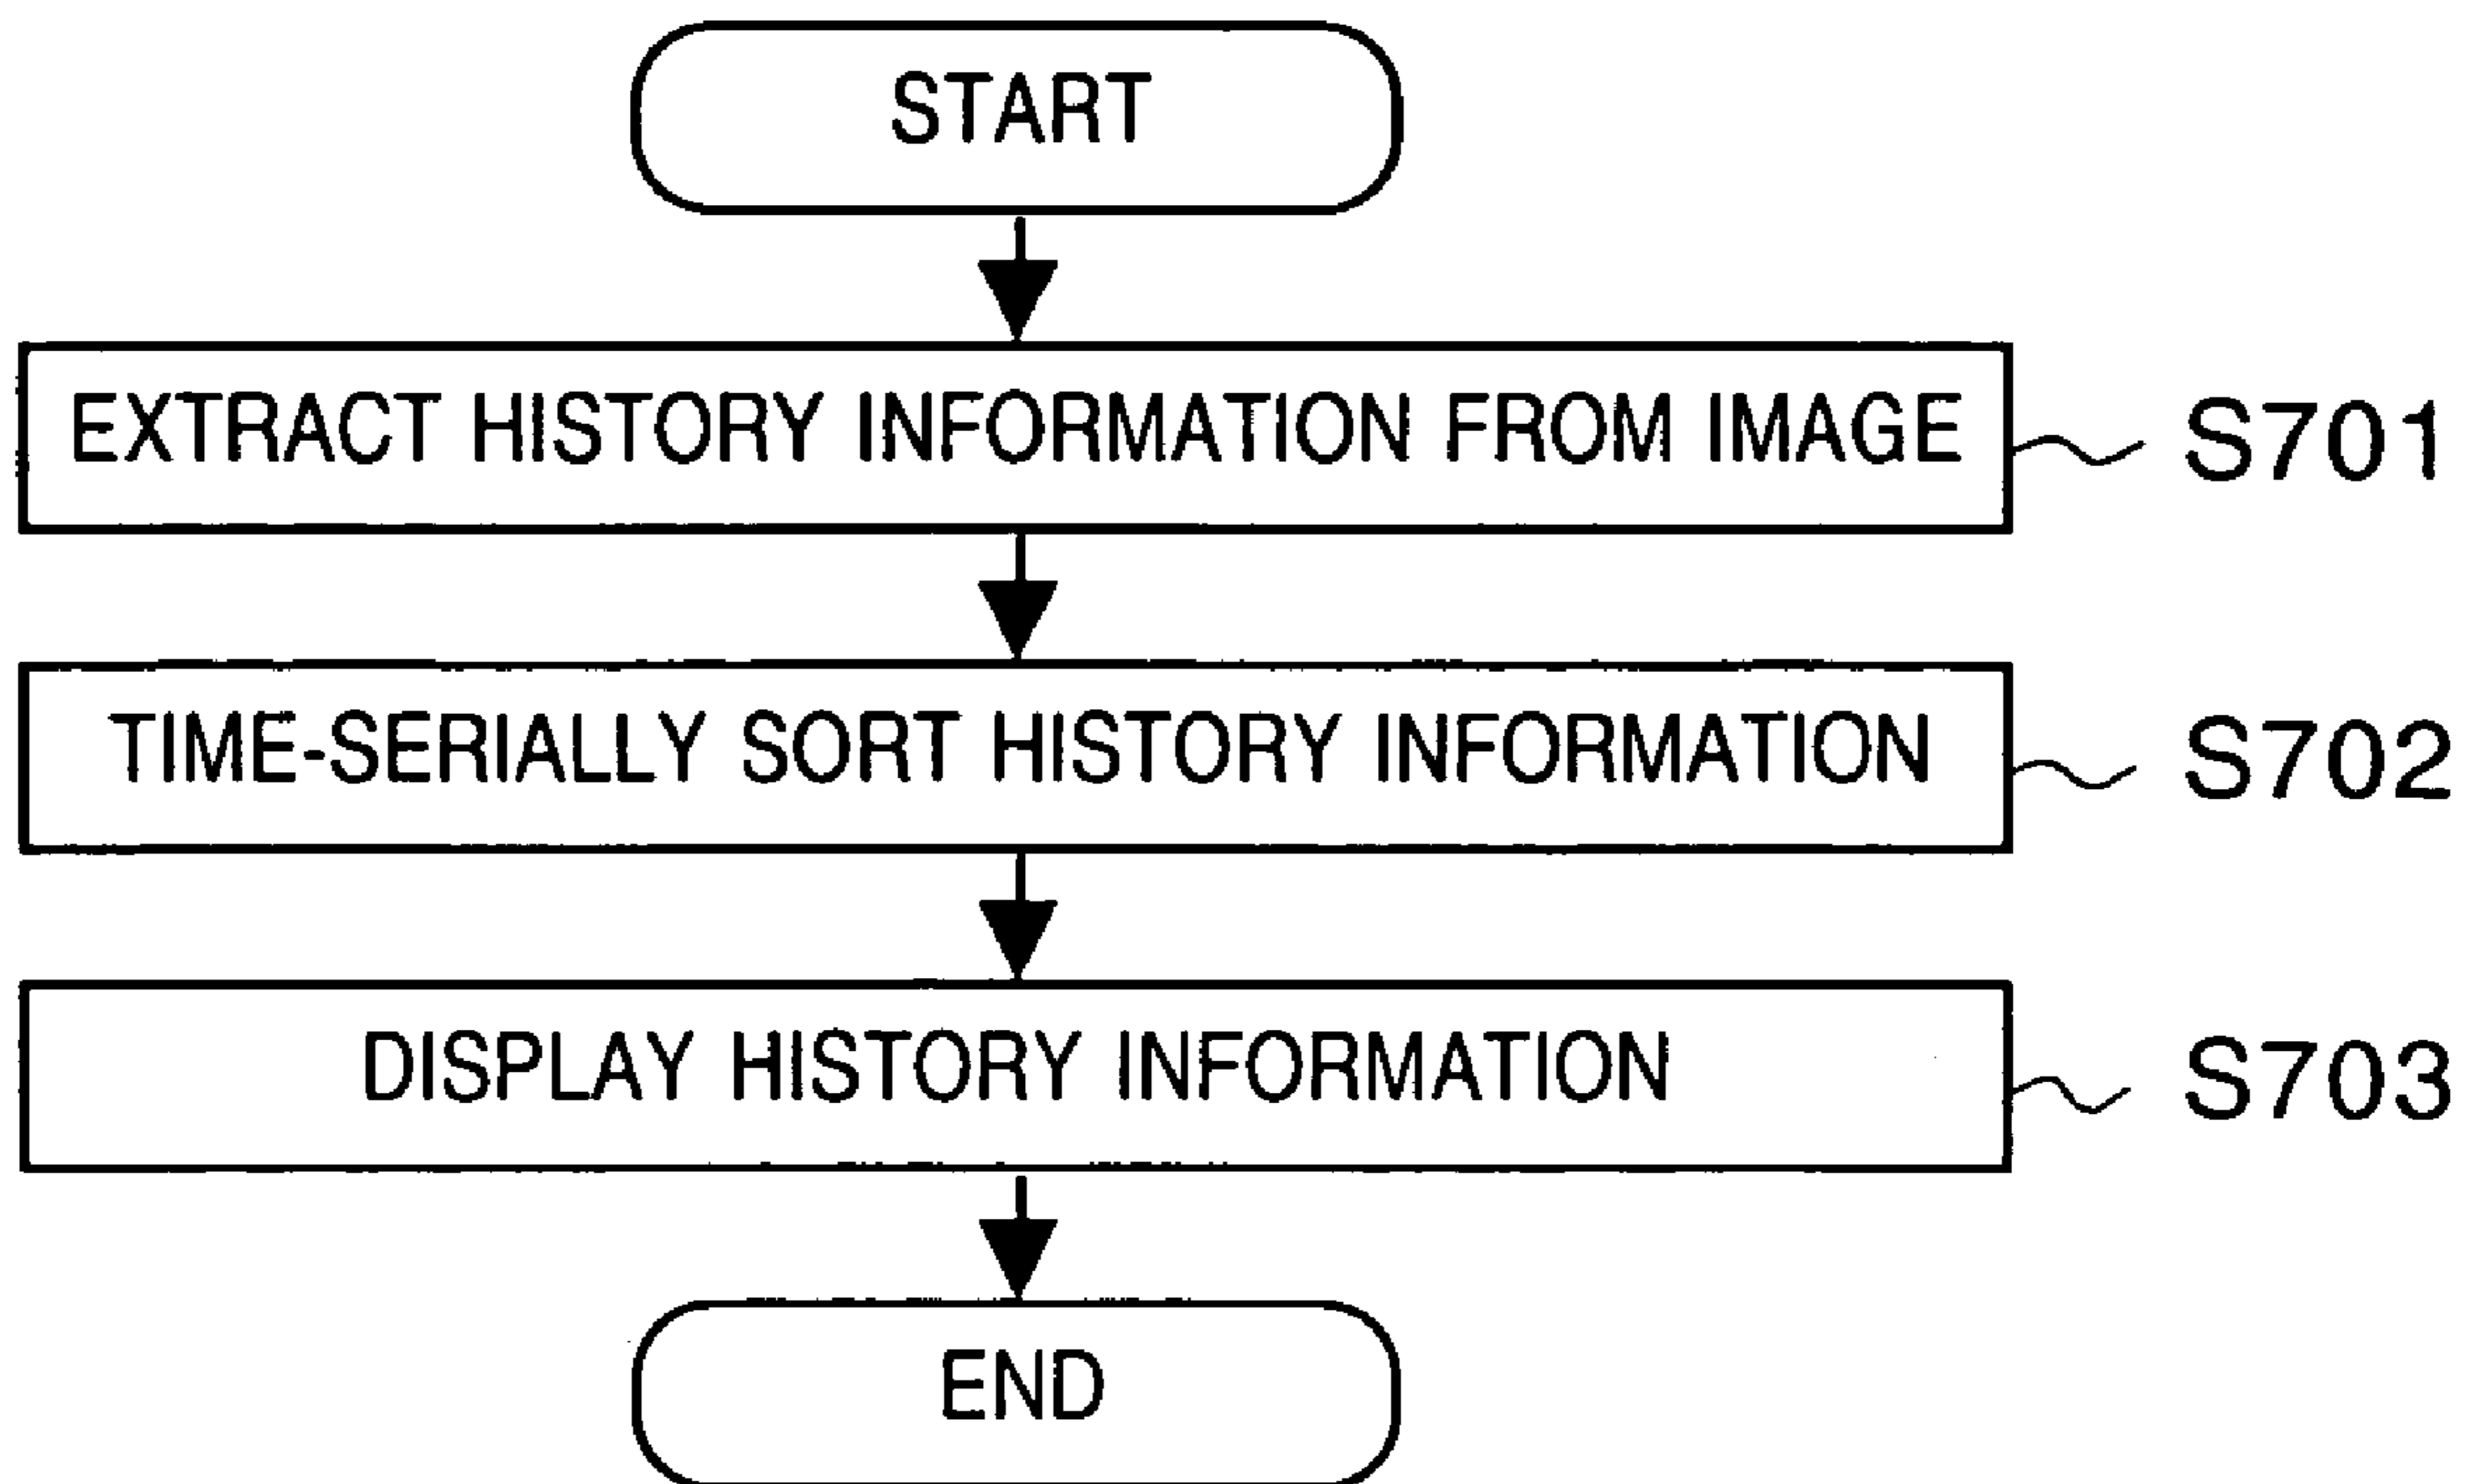 START
EXTRACT HISTORY INFORMATION FROM IMAGE S701
TIME-SERIALLY SORT HISTORY INFORMATION S702
DISPLAY HISTORY INFORMATION S703
END